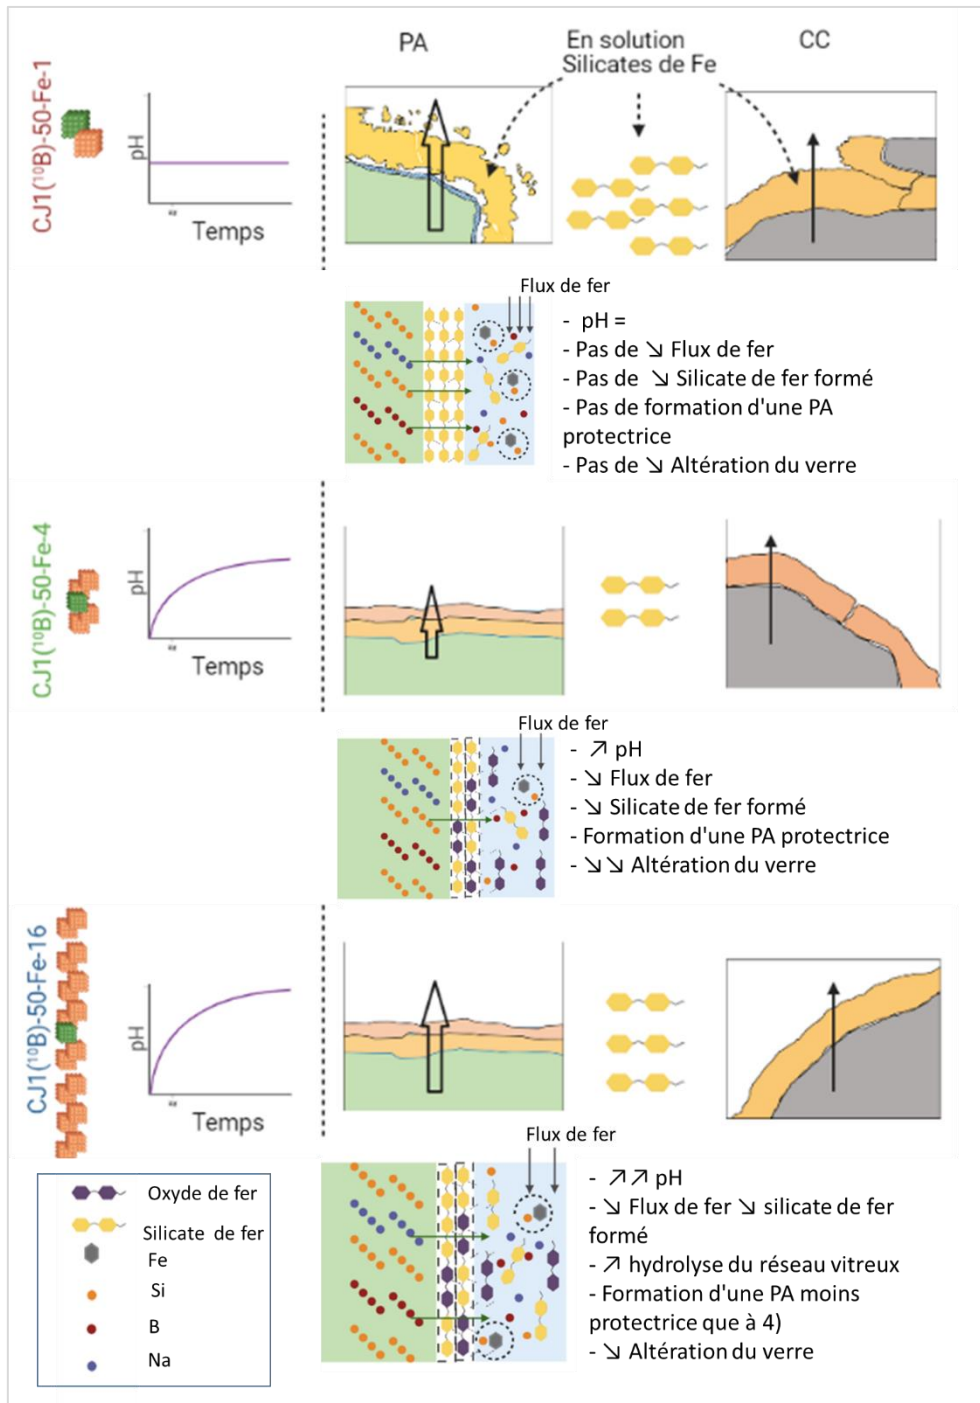 CJ1(¹⁰B)-50-Fe-1
pH
Temps
PA
En solution
Silicates de Fe
CC
Flux de fer
- pH =
- Pas de ↘ Flux de fer
- Pas de ↘ Silicate de fer formé
- Pas de formation d'une PA
protectrice
- Pas de ↘ Altération du verre
CJ1(¹⁰B)-50-Fe-4
pH
Temps
Flux de fer
- ↗ pH
- ↘ Flux de fer
- ↘ Silicate de fer formé
- Formation d'une PA protectrice
- ↘ ↘ Altération du verre
CJ1(¹⁰B)-50-Fe-16
pH
Temps
Flux de fer
- ↗ ↗ pH
- ↘ Flux de fer ↘ silicate de fer
formé
- ↗ hydrolyse du réseau vitreux
- Formation d'une PA moins
protectrice que à 4)
- ↘ Altération du verre
Oxyde de fer
Silicate de fer
Fe
Si
B
Na